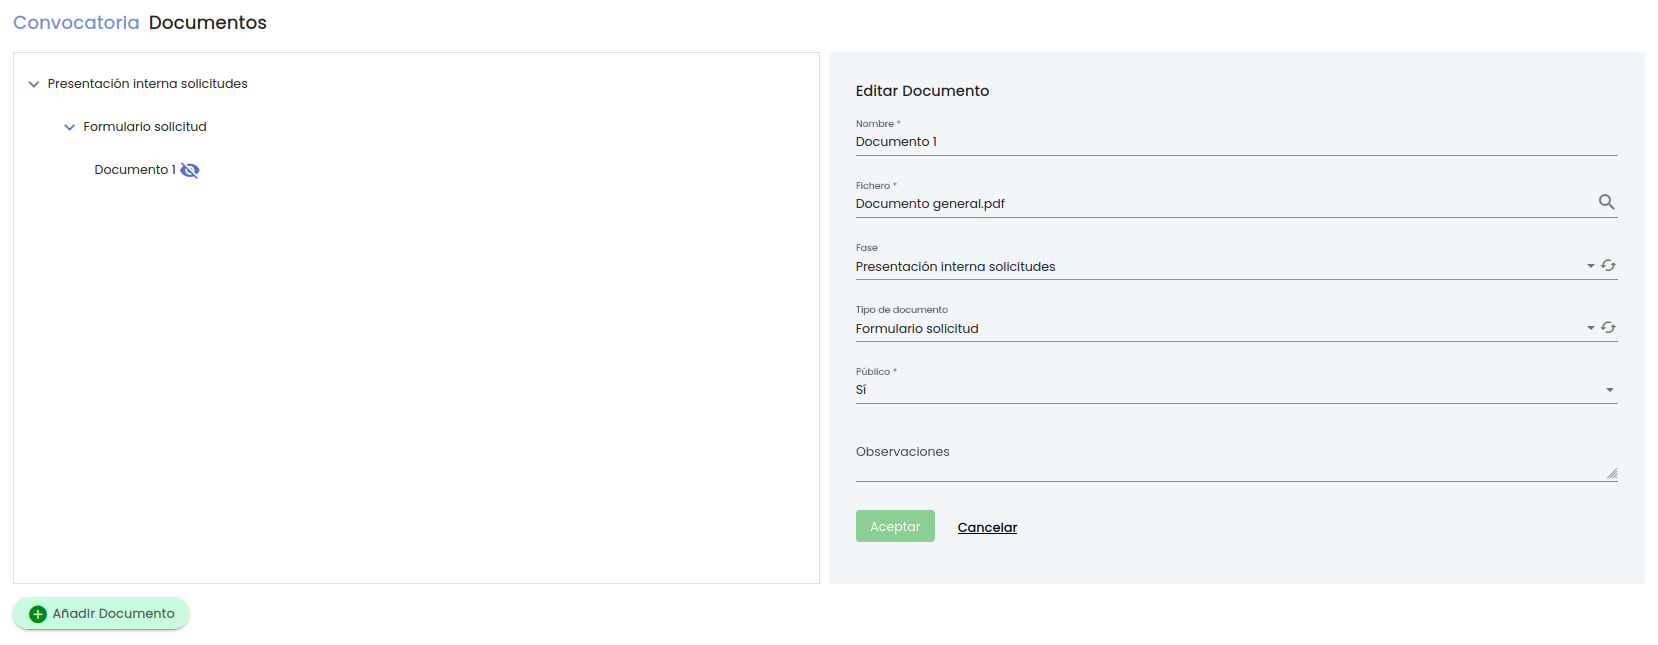 Convocatoria Documentos
Presentación interna solicitudes
Formulario solicitud
Documento 1
Editar Documento
Nombre *
Documento 1
Fichero *
Documento general.pdf
Fase
Presentación interna solicitudes
Tipo de documento
Formulario solicitud
Público *
Sí
Observaciones
Aceptar Cancelar
Añadir Documento